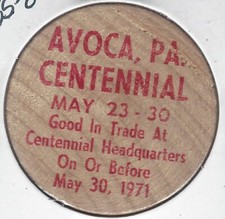 AVOCA, PA.
CENTENNIAL
MAY 23 - 30
Good In Trade At
Centennial Headquarters
On Or Before
May 30, 1971